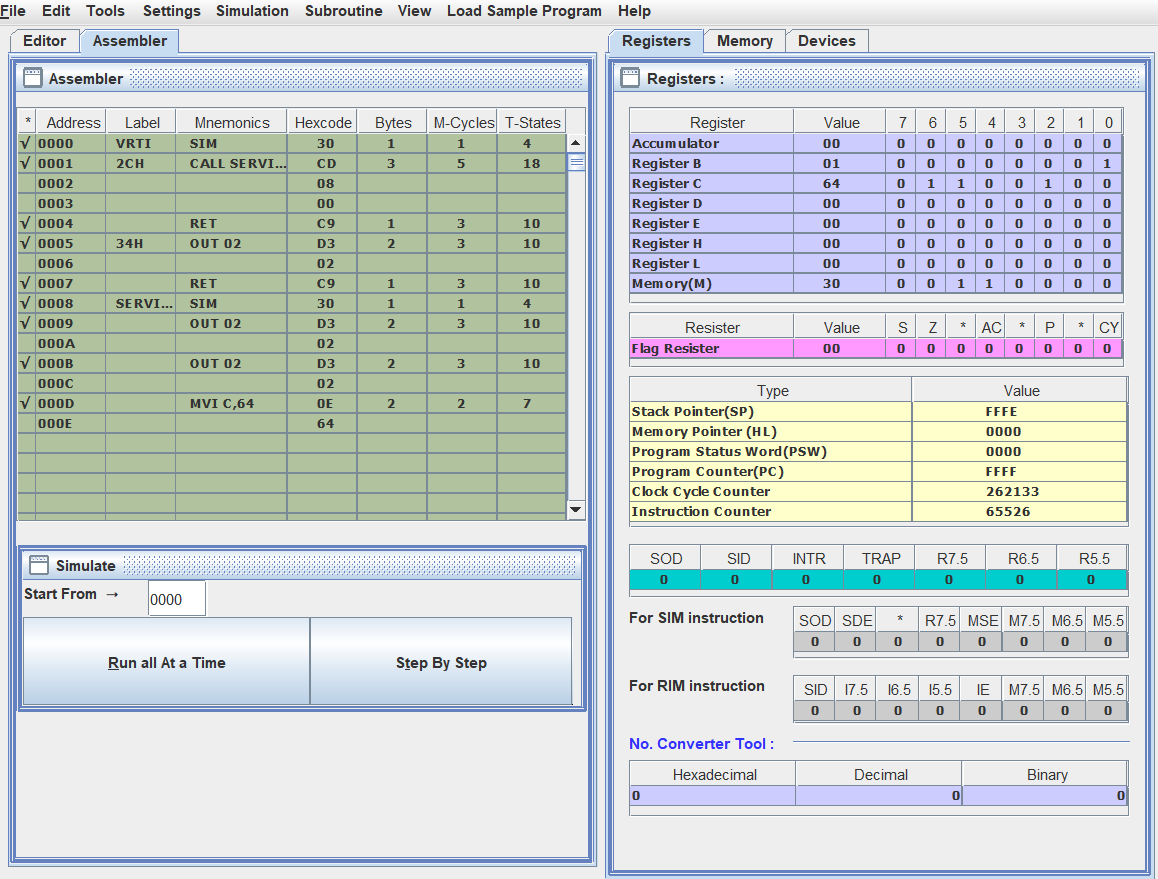 File Edit Tools Settings Simulation Subroutine View Load Sample Program Help
Editor Assembler
Assembler
* Address Label Mnemonics Hexcode Bytes M-Cycles T-States
√ 0000 VRTI SIM 30 1 1 4
√ 0001 2CH CALL SERVI... CD 3 5 18
0002 08
0003 00
√ 0004 RET C9 1 3 10
√ 0005 34H OUT 02 D3 2 3 10
0006 02
√ 0007 RET C9 1 3 10
√ 0008 SERVI... SIM 30 1 1 4
√ 0009 OUT 02 D3 2 3 10
000A 02
√ 000B OUT 02 D3 2 3 10
000C 02
√ 000D MVI C,64 0E 2 2 7
000E 64
Simulate
Start From → 0000
Run all At a Time Step By Step
Registers Memory Devices
Registers :
Register Value 7 6 5 4 3 2 1 0
Accumulator 00 0 0 0 0 0 0 0 0
Register B 01 0 0 0 0 0 0 0 1
Register C 64 0 1 1 0 0 1 0 0
Register D 00 0 0 0 0 0 0 0 0
Register E 00 0 0 0 0 0 0 0 0
Register H 00 0 0 0 0 0 0 0 0
Register L 00 0 0 0 0 0 0 0 0
Memory(M) 30 0 0 1 1 0 0 0 0
Resister Value S Z * AC * P * CY
Flag Resister 00 0 0 0 0 0 0 0 0
Type Value
Stack Pointer(SP) FFFE
Memory Pointer (HL) 0000
Program Status Word(PSW) 0000
Program Counter(PC) FFFF
Clock Cycle Counter 262133
Instruction Counter 65526
SOD SID INTR TRAP R7.5 R6.5 R5.5
0 0 0 0 0 0 0
For SIM instruction
SOD SDE * R7.5 MSE M7.5 M6.5 M5.5
0 0 0 0 0 0 0 0
For RIM instruction
SID I7.5 I6.5 I5.5 IE M7.5 M6.5 M5.5
0 0 0 0 0 0 0 0
No. Converter Tool :
Hexadecimal Decimal Binary
0 0 0